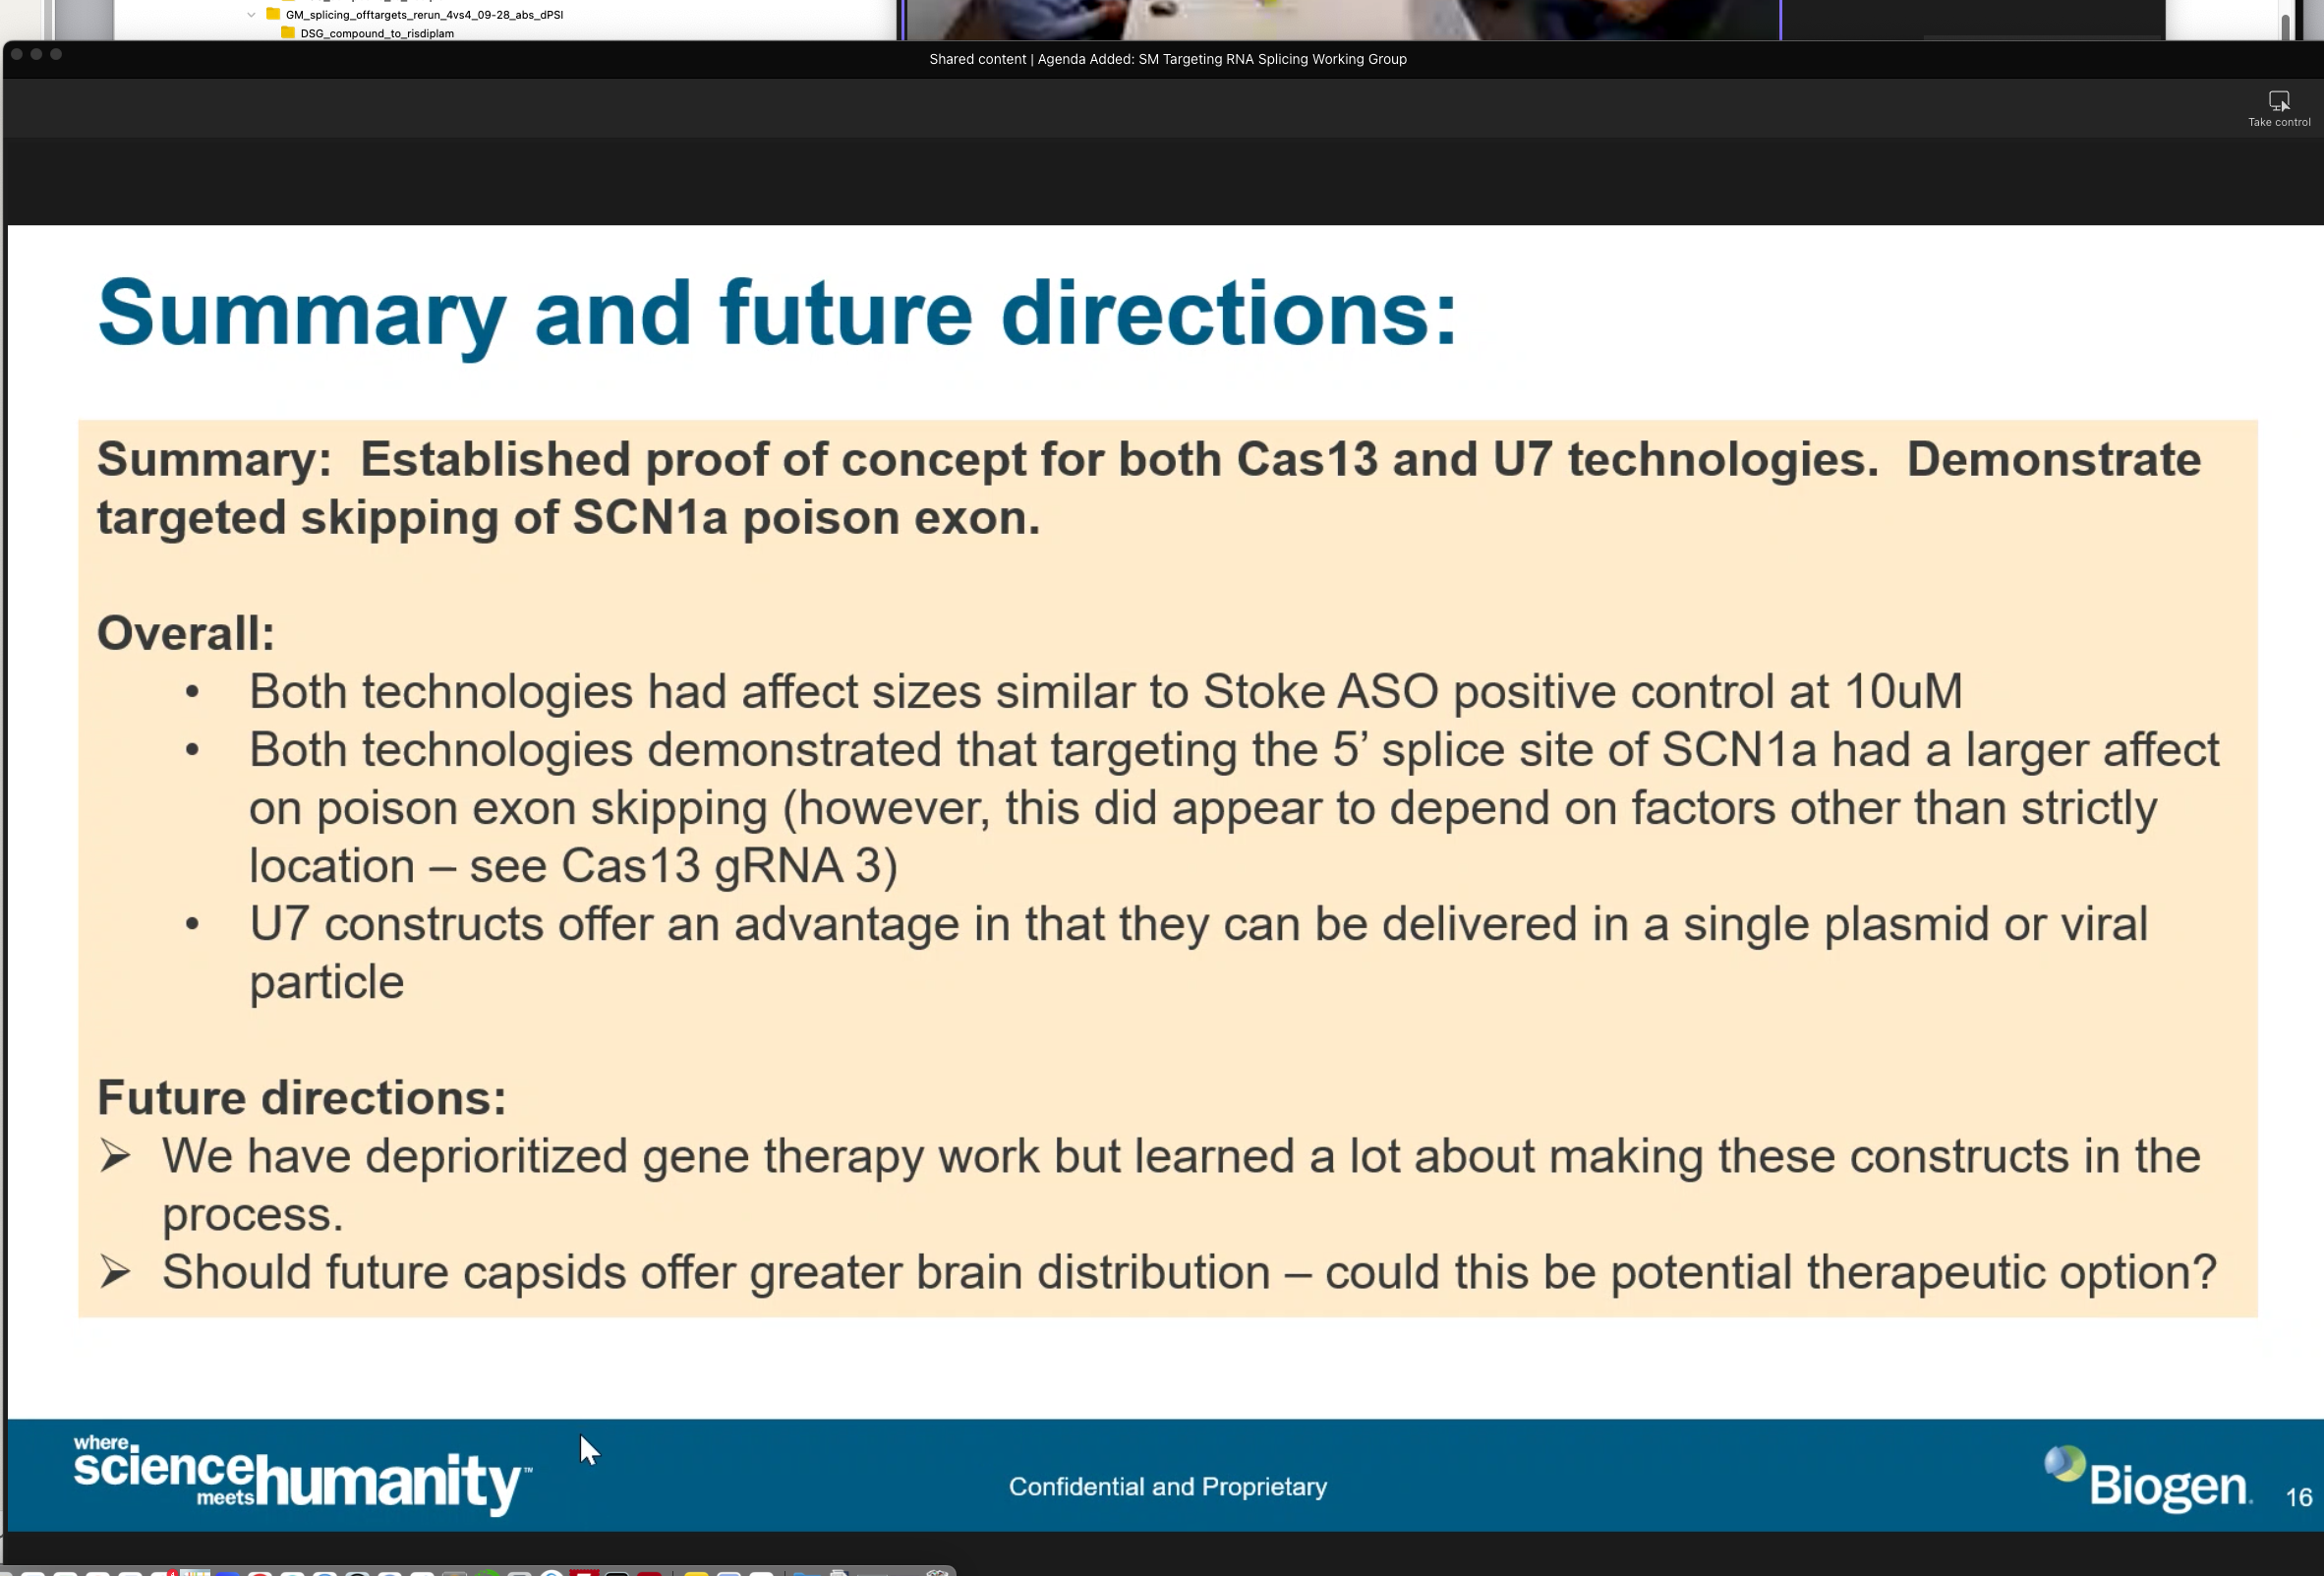 GM_splicing_offtargets_rerun_4vs4_09-28_abs_dPSI
DSG_compound_to_risdiplam
Shared content | Agenda Added: SM Targeting RNA Splicing Working Group
Take control
Summary and future directions:
Summary:  Established proof of concept for both Cas13 and U7 technologies.  Demonstrate
targeted skipping of SCN1a poison exon.
Overall:
• Both technologies had affect sizes similar to Stoke ASO positive control at 10uM
• Both technologies demonstrated that targeting the 5’ splice site of SCN1a had a larger affect
on poison exon skipping (however, this did appear to depend on factors other than strictly
location – see Cas13 gRNA 3)
• U7 constructs offer an advantage in that they can be delivered in a single plasmid or viral
particle
Future directions:
➢ We have deprioritized gene therapy work but learned a lot about making these constructs in the
process.
➢ Should future capsids offer greater brain distribution – could this be potential therapeutic option?
where
science
meets
humanity™
Confidential and Proprietary
Biogen.
16